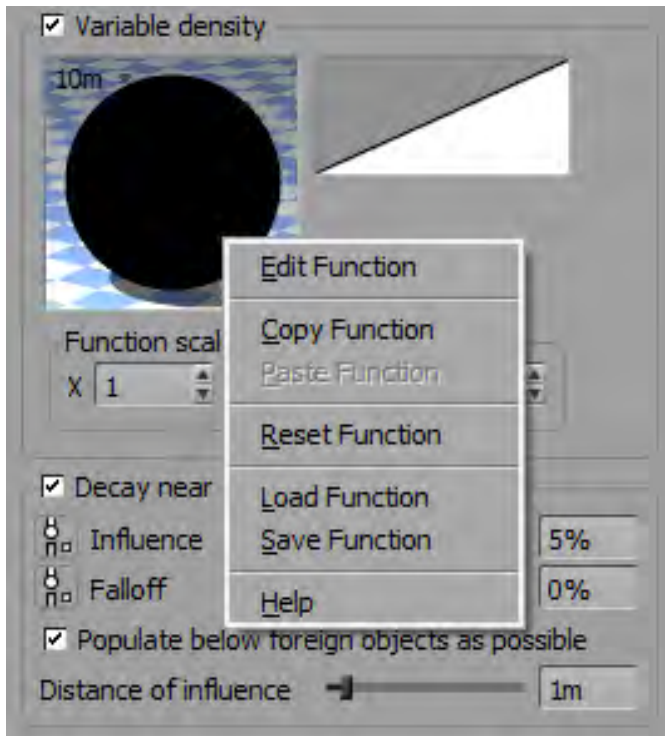 Variable density
10m
Edit Function
Copy Function
Paste Function
Reset Function
Load Function
Save Function
Help
Function scal
X 1
Decay near
Influence 5%
Falloff 0%
Populate below foreign objects as possible
Distance of influence 1m